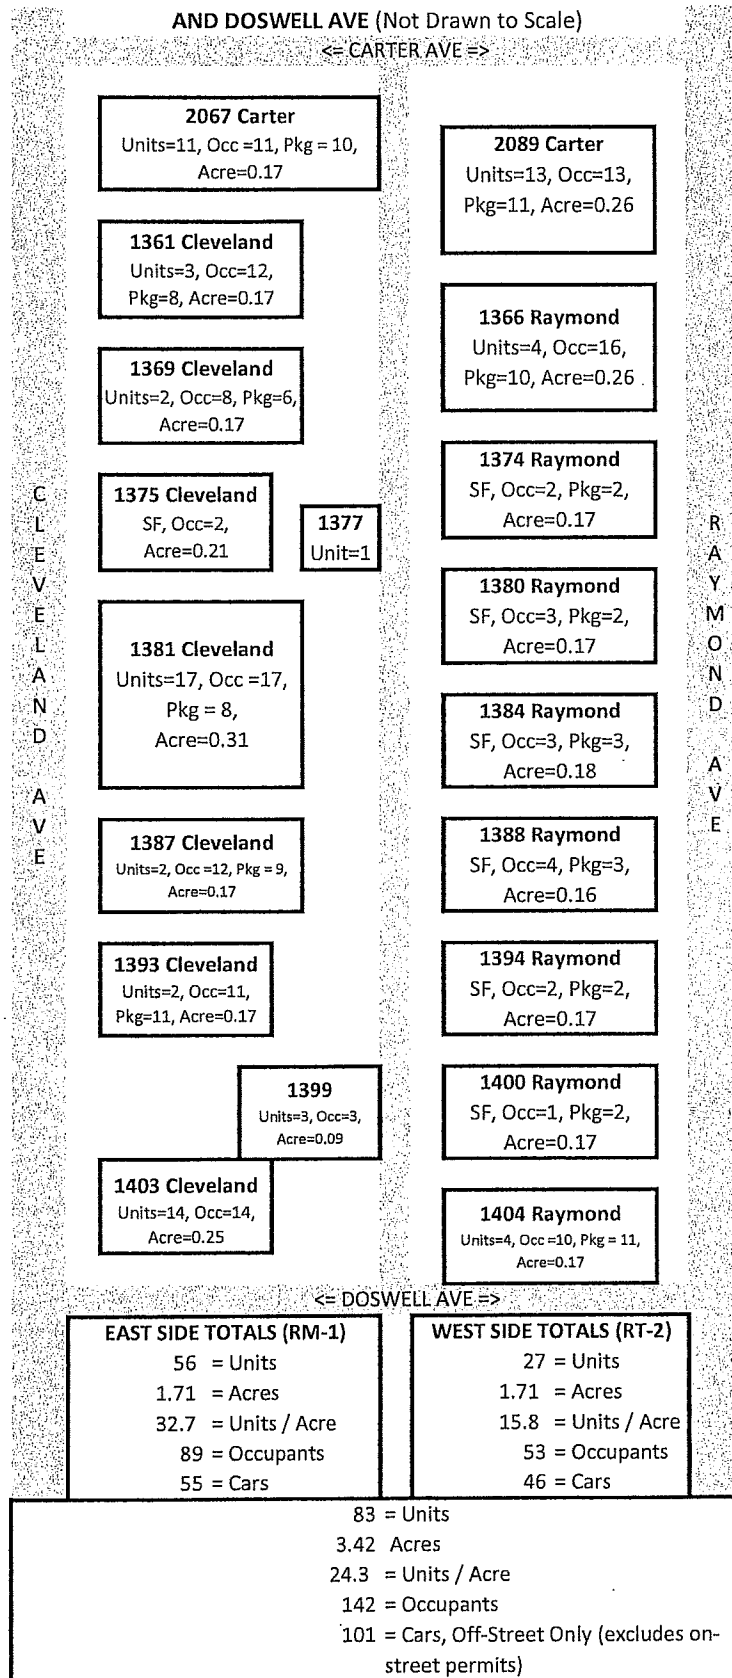 AND DOSWELL AVE (Not Drawn to Scale)
<= CARTER AVE =>
2067 Carter
Units=11, Occ =11, Pkg = 10,
Acre=0.17
1361 Cleveland
Units=3, Occ=12,
Pkg=8, Acre=0.17
1369 Cleveland
Units=2, Occ=8, Pkg=6,
Acre=0.17
1375 Cleveland
SF, Occ=2,
Acre=0.21
1377
Unit=1
1381 Cleveland
Units=17, Occ =17,
Pkg = 8,
Acre=0.31
1387 Cleveland
Units=2, Occ =12, Pkg = 9,
Acre=0.17
1393 Cleveland
Units=2, Occ=11,
Pkg=11, Acre=0.17
1399
Units=3, Occ=3,
Acre=0.09
1403 Cleveland
Units=14, Occ=14,
Acre=0.25
CLEVELAND AVE
2089 Carter
Units=13, Occ=13,
Pkg=11, Acre=0.26
1366 Raymond
Units=4, Occ=16,
Pkg=10, Acre=0.26
1374 Raymond
SF, Occ=2, Pkg=2,
Acre=0.17
1380 Raymond
SF, Occ=3, Pkg=2,
Acre=0.17
1384 Raymond
SF, Occ=3, Pkg=3,
Acre=0.18
1388 Raymond
SF, Occ=4, Pkg=3,
Acre=0.16
1394 Raymond
SF, Occ=2, Pkg=2,
Acre=0.17
1400 Raymond
SF, Occ=1, Pkg=2,
Acre=0.17
1404 Raymond
Units=4, Occ =10, Pkg = 11,
Acre=0.17
RAYMOND AVE
<= DOSWELL AVE =>
EAST SIDE TOTALS (RM-1)
56 = Units
1.71 = Acres
32.7 = Units / Acre
89 = Occupants
55 = Cars
WEST SIDE TOTALS (RT-2)
27 = Units
1.71 = Acres
15.8 = Units / Acre
53 = Occupants
46 = Cars
83 = Units
3.42 Acres
24.3 = Units / Acre
142 = Occupants
101 = Cars, Off-Street Only (excludes on-
street permits)